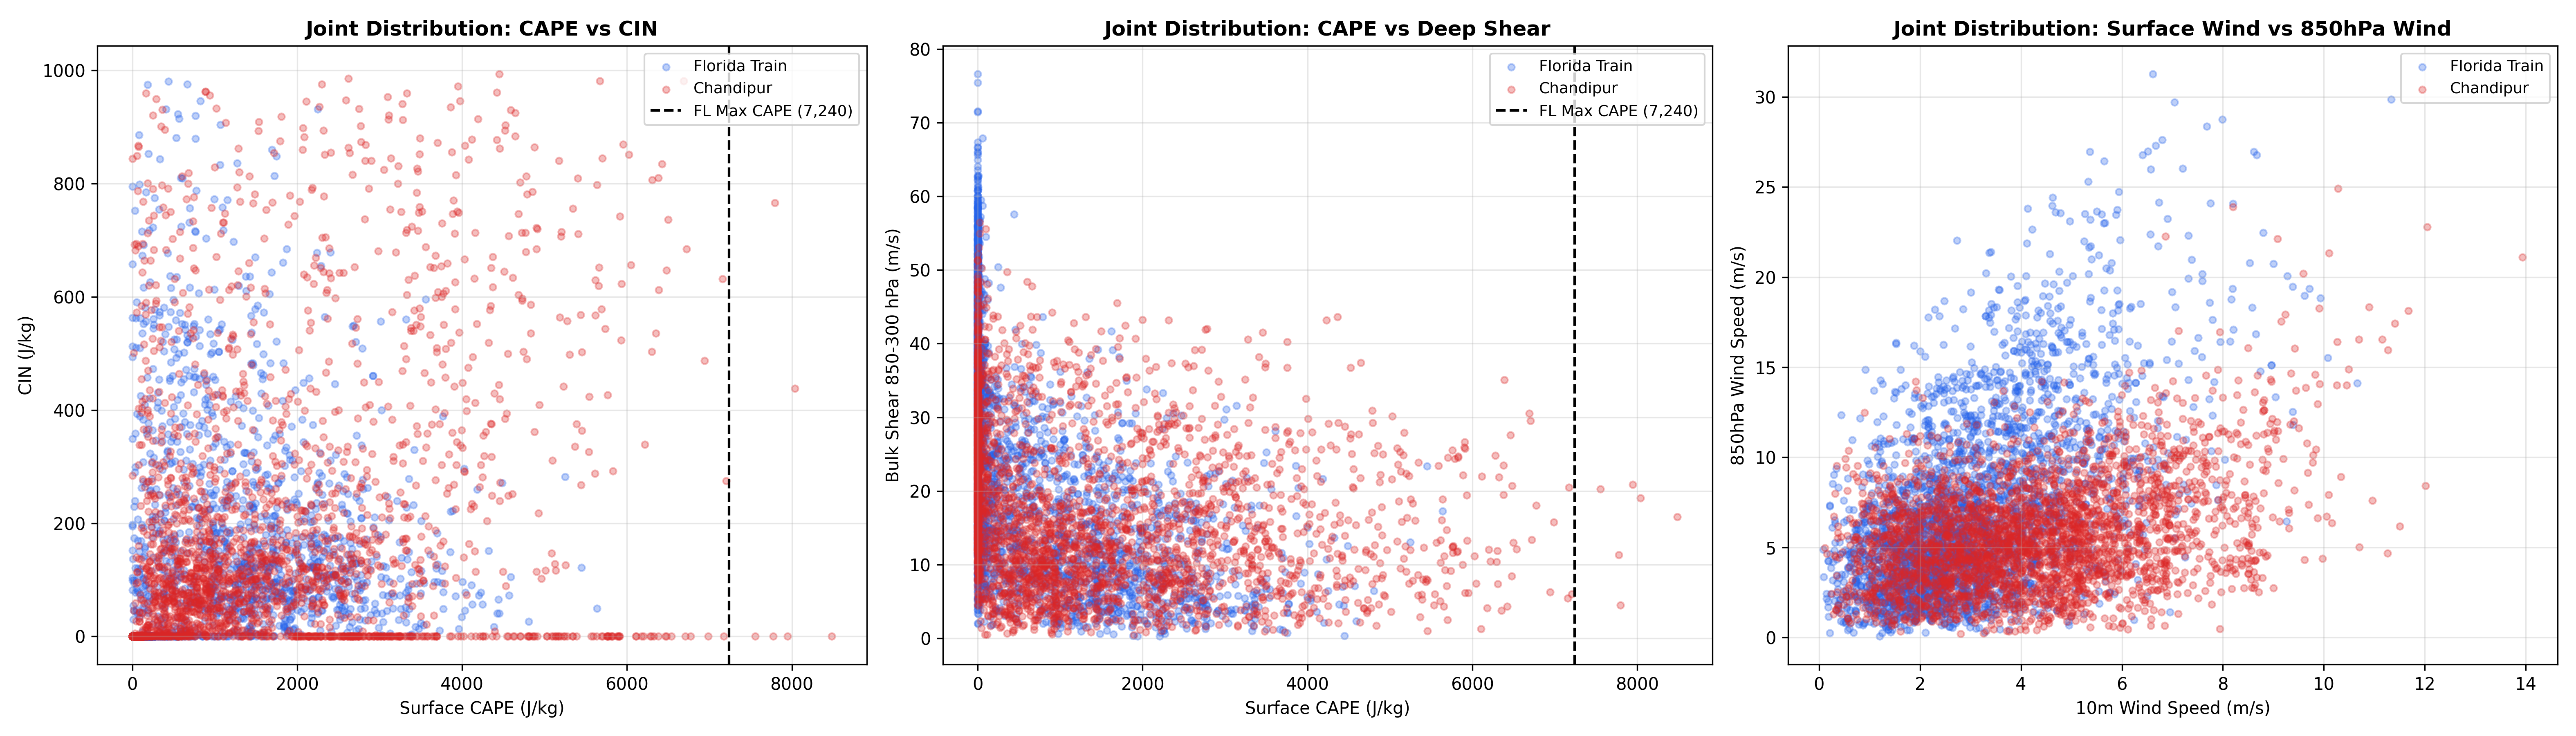 Joint Distribution: CAPE vs CIN
1000
800
600
400
200
0
CIN (J/kg)
Florida Train
Chandipur
FL Max CAPE (7,240)
0 2000 4000 6000 8000
Surface CAPE (J/kg)
Joint Distribution: CAPE vs Deep Shear
80
70
60
50
40
30
20
10
0
Bulk Shear 850-300 hPa (m/s)
Florida Train
Chandipur
FL Max CAPE (7,240)
0 2000 4000 6000 8000
Surface CAPE (J/kg)
Joint Distribution: Surface Wind vs 850hPa Wind
30
25
20
15
10
5
0
850hPa Wind Speed (m/s)
Florida Train
Chandipur
0 2 4 6 8 10 12 14
10m Wind Speed (m/s)